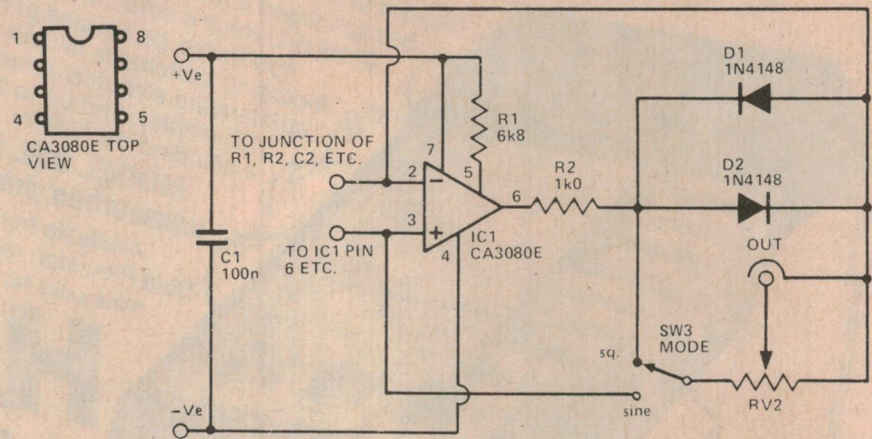 1
8
4
5
CA3080E TOP
VIEW
+Ve
TO JUNCTION OF
R1, R2, C2, ETC.
TO IC1 PIN
6 ETC.
C1
100n
-Ve
R1
6k8
7
2
5
3
6
4
IC1
CA3080E
R2
1k0
D1
1N4148
D2
1N4148
OUT
SW3
MODE
sq.
sine
RV2